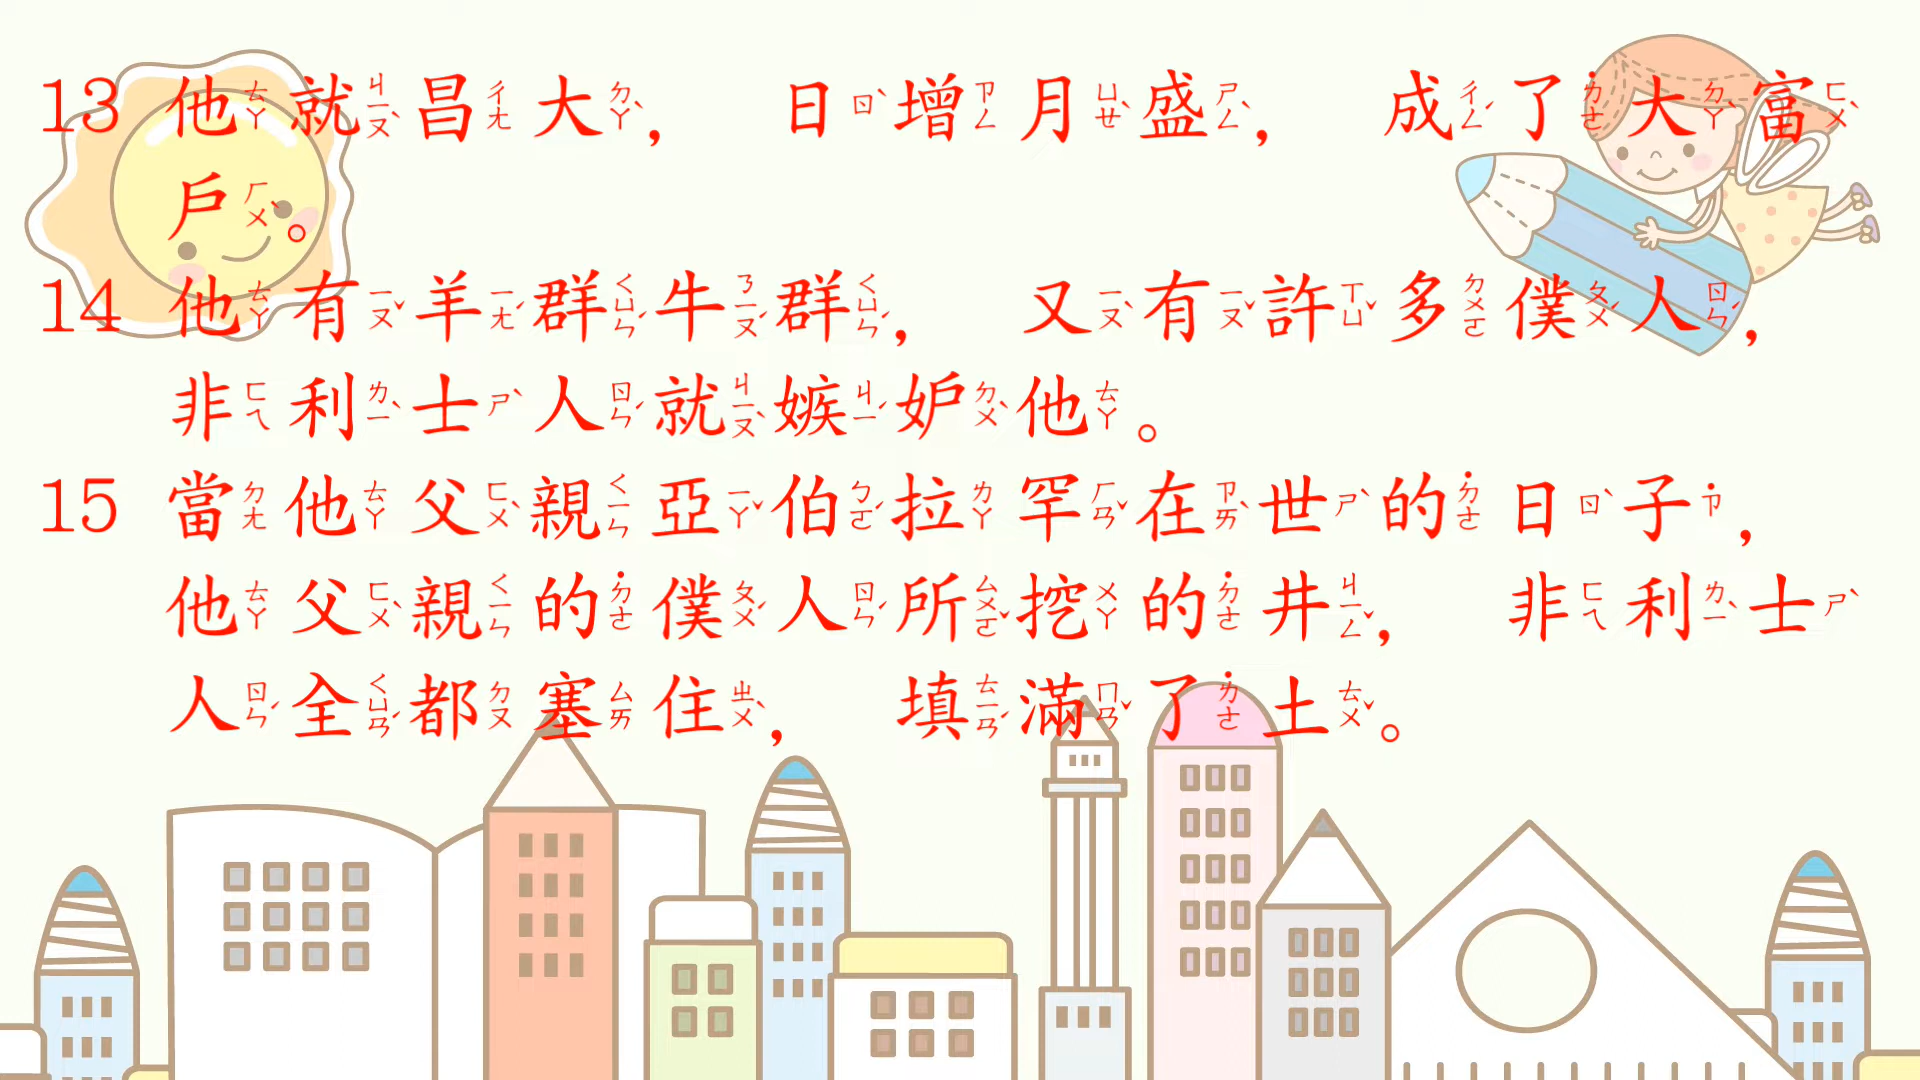 13 他就昌大，日增月盛，成了大富
戶。
14 他有羊群牛群，又有許多僕人，
非利士人就嫉妒他。
15 當他父親亞伯拉罕在世的日子，
他父親的僕人所挖的井，非利士
人全都塞住，填滿了土。